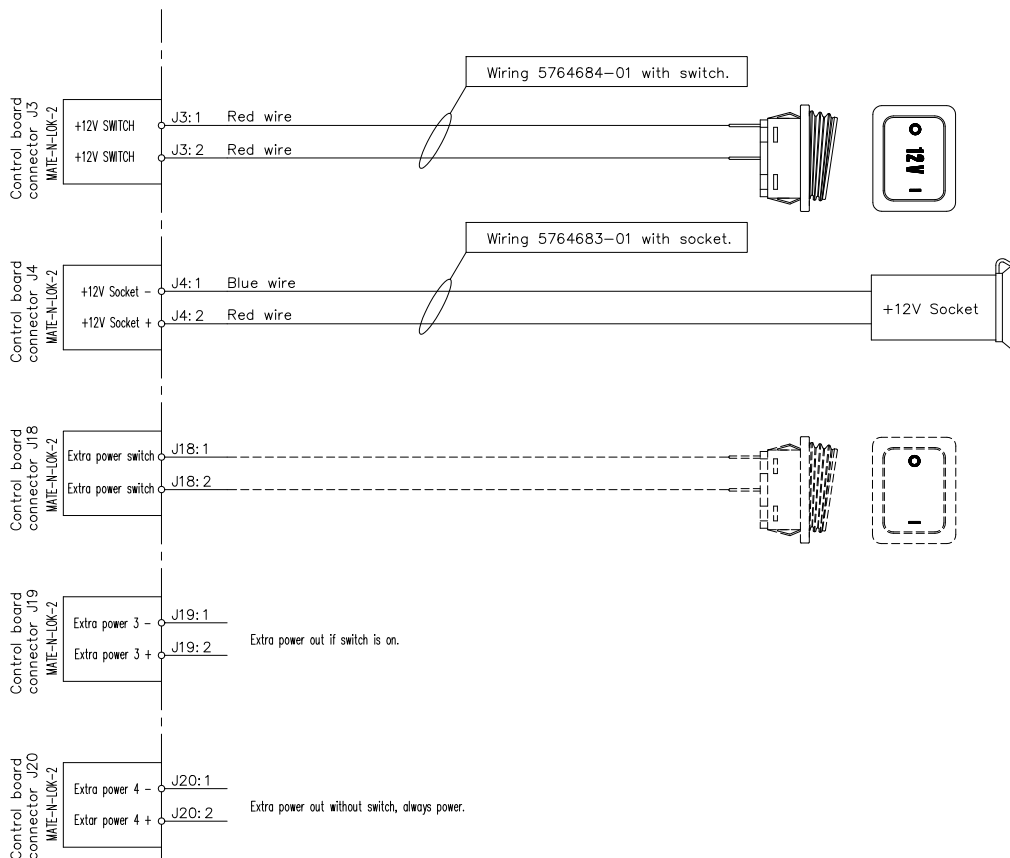 Wiring 5764684-01 with switch.
Control board
connector J3
MATE-N-LOK-2
+12V SWITCH
J3:1
Red wire
+12V SWITCH
J3:2
Red wire
12V
Wiring 5764683-01 with socket.
Control board
connector J4
MATE-N-LOK-2
+12V Socket -
J4:1
Blue wire
+12V Socket +
J4:2
Red wire
+12V Socket
Control board
connector J18
MATE-N-LOK-2
Extra power switch
J18:1
Extra power switch
J18:2
Control board
connector J19
MATE-N-LOK-2
Extra power 3 -
J19:1
Extra power 3 +
J19:2
Extra power out if switch is on.
Control board
connector J20
MATE-N-LOK-2
Extra power 4 -
J20:1
Extar power 4 +
J20:2
Extra power out without switch, always power.